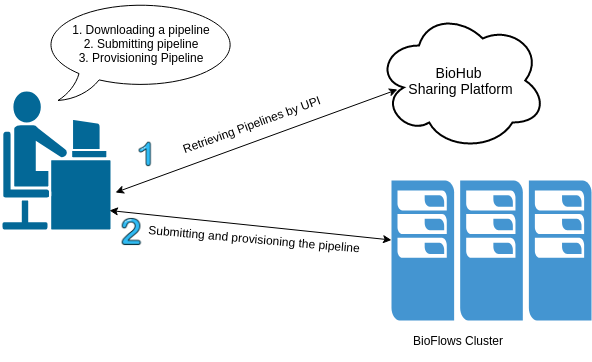 1. Downloading a pipeline
2. Submitting pipeline
3. Provisioning Pipeline
BioHub
Sharing Platform
Retrieving Pipelines by UPI
1
2
Submitting and provisioning the pipeline
BioFlows Cluster